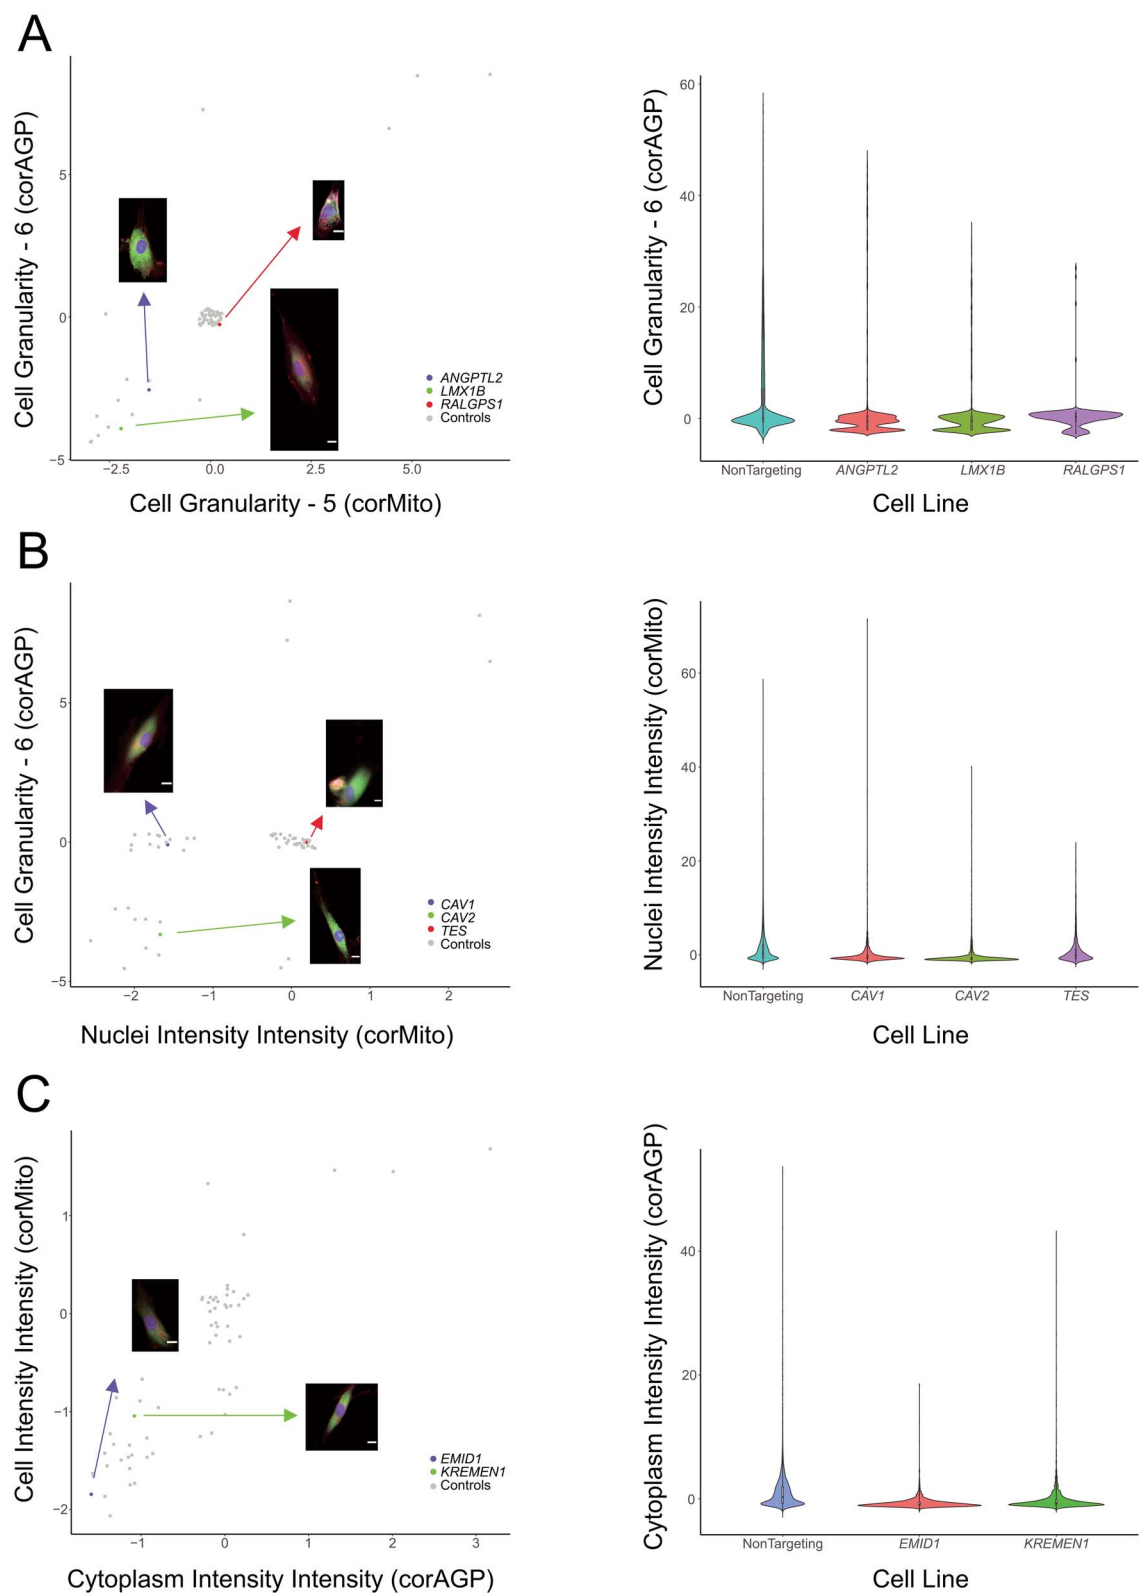 A
Cell Granularity - 6 (corAGP)
5
0
−5
−2.5
0.0
2.5
5.0
Cell Granularity - 5 (corMito)
ANGPTL2
LMX1B
RALGPS1
Controls
Cell Granularity - 6 (corAGP)
60
40
20
0
NonTargeting
ANGPTL2
LMX1B
RALGPS1
Cell Line
B
Cell Granularity - 6 (corAGP)
5
0
−5
−2
−1
0
1
2
Nuclei Intensity Intensity (corMito)
CAV1
CAV2
TES
Controls
Nuclei Intensity Intensity (corMito)
60
40
20
0
NonTargeting
CAV1
CAV2
TES
Cell Line
C
Cell Intensity Intensity (corMito)
1
0
−1
−2
−1
0
1
2
3
Cytoplasm Intensity Intensity (corAGP)
EMID1
KREMEN1
Controls
Cytoplasm Intensity Intensity (corAGP)
40
20
0
NonTargeting
EMID1
KREMEN1
Cell Line